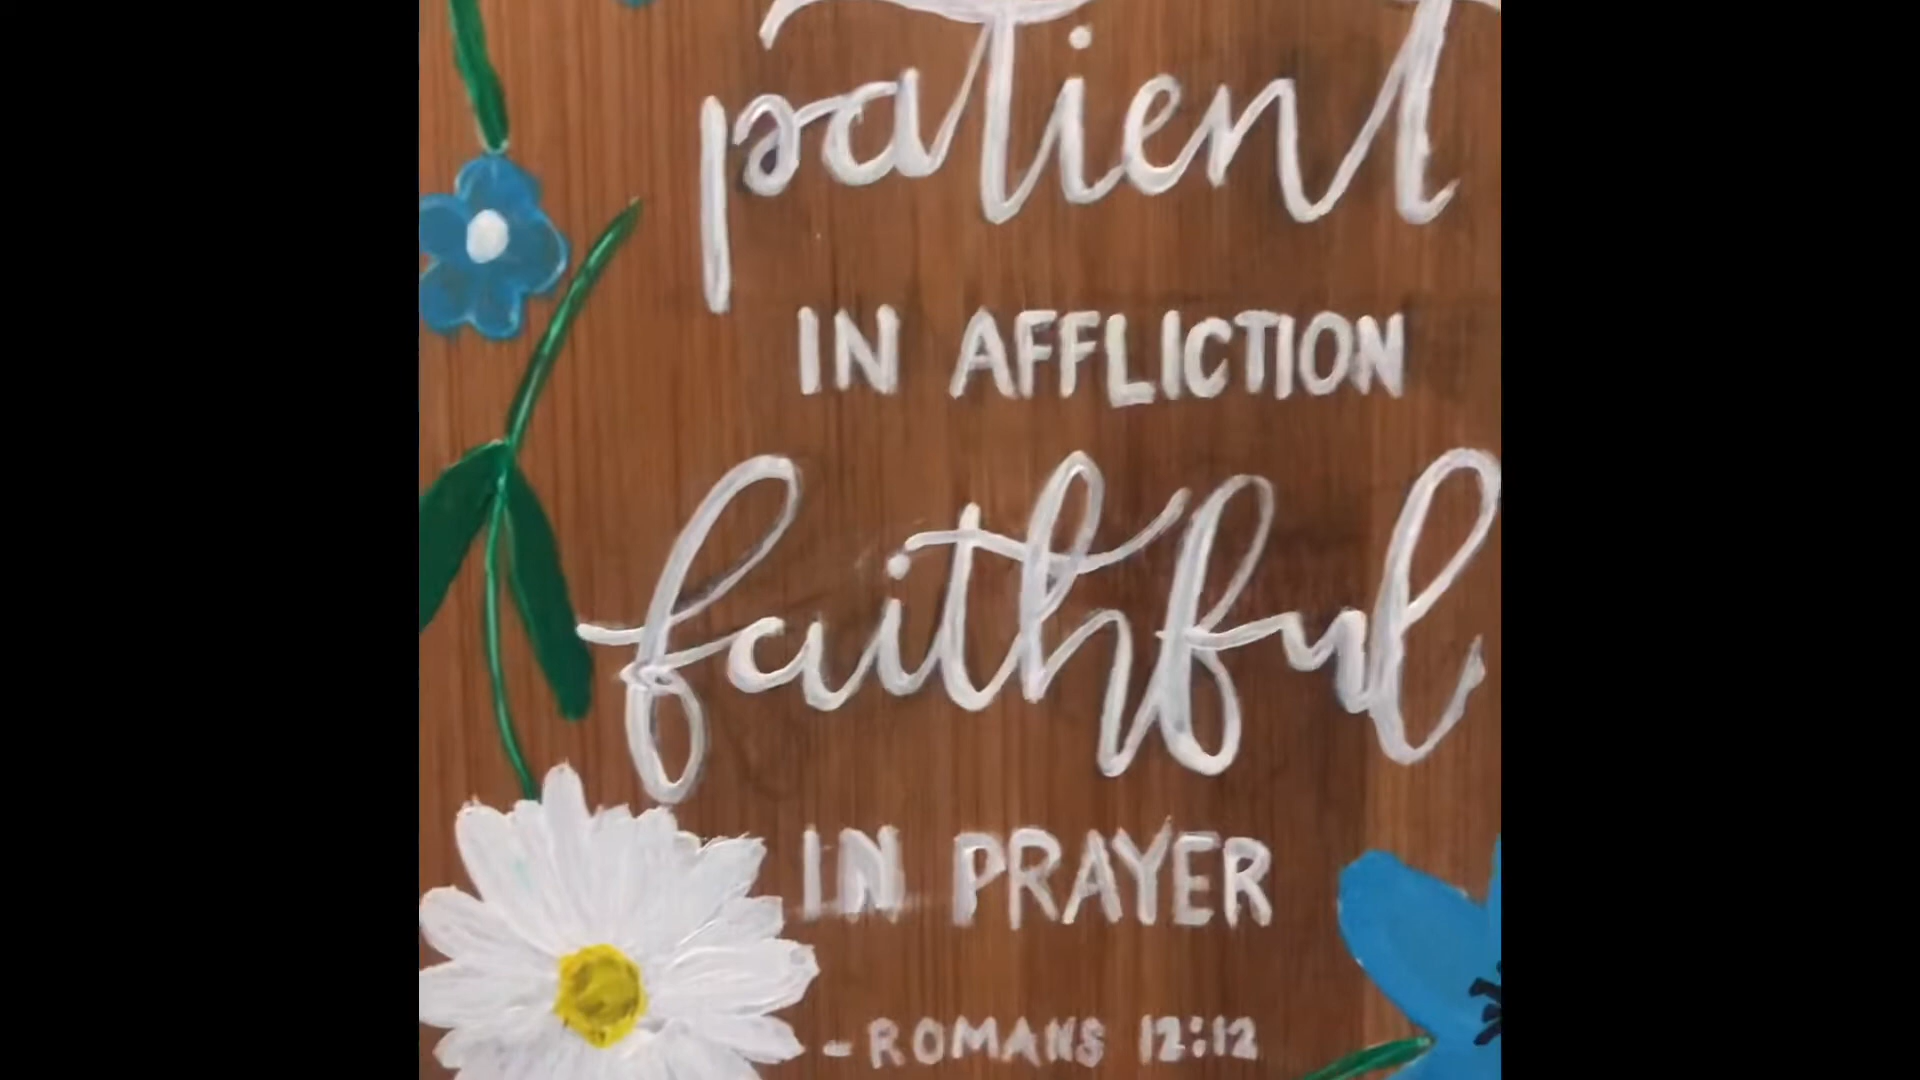 patient
IN AFFLICTION
faithful
IN PRAYER
-ROMANS 12:12